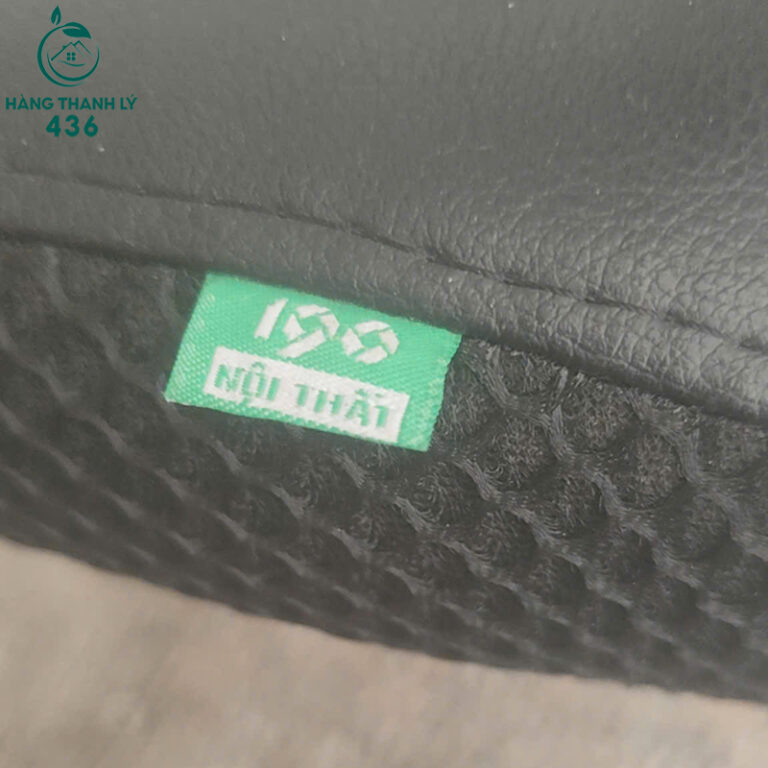 HÀNG THANH LÝ
436
190
NỘI THẤT